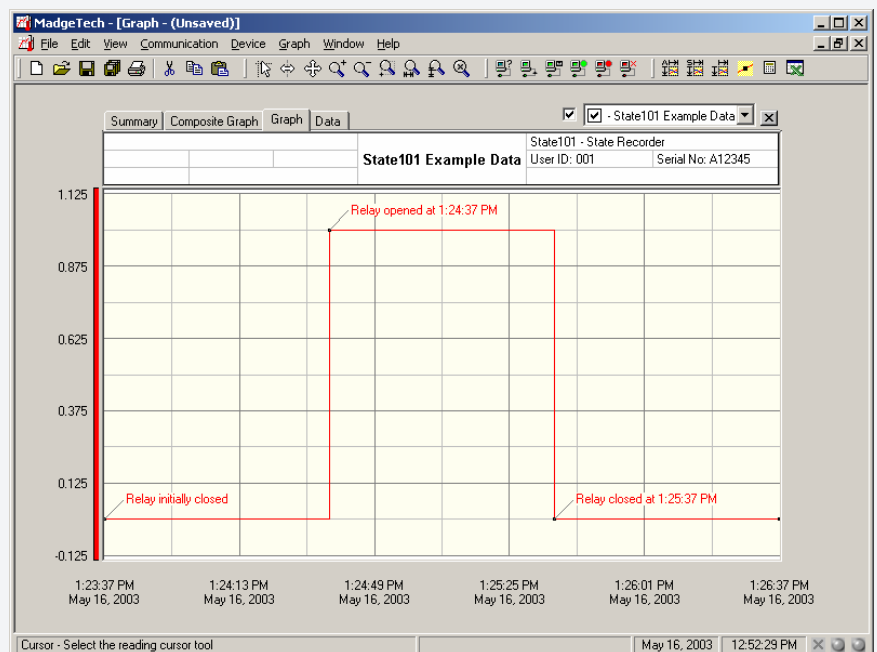 MadgeTech - [Graph - (Unsaved)]
File Edit View Communication Device Graph Window Help
Summary Composite Graph Graph Data - State101 Example Data
State101 Example Data
State101 - State Recorder
User ID: 001 Serial No: A12345
1.125
Relay opened at 1:24:37 PM
0.875
0.625
0.375
0.125
Relay initially closed Relay closed at 1:25:37 PM
-0.125
1:23:37 PM 1:24:13 PM 1:24:49 PM 1:25:25 PM 1:26:01 PM 1:26:37 PM
May 16, 2003 May 16, 2003 May 16, 2003 May 16, 2003 May 16, 2003 May 16, 2003
Cursor - Select the reading cursor tool May 16, 2003 12:52:29 PM